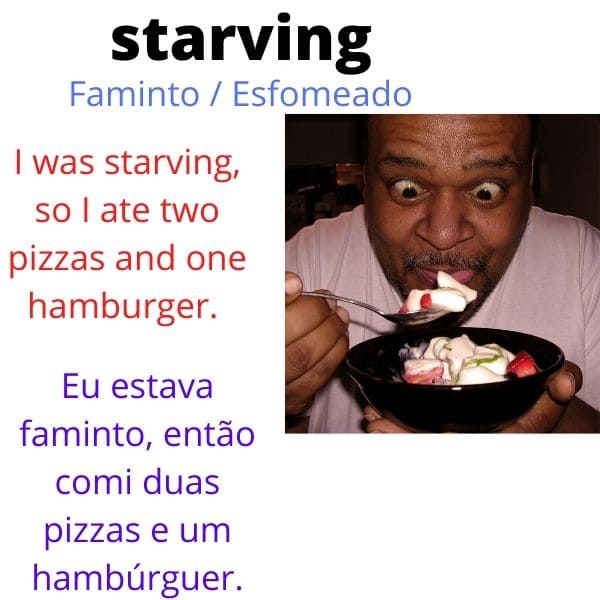 starving
Faminto / Esfomeado
I was starving,
so I ate two
pizzas and one
hamburger.
Eu estava
faminto, então
comi duas
pizzas e um
hambúrguer.